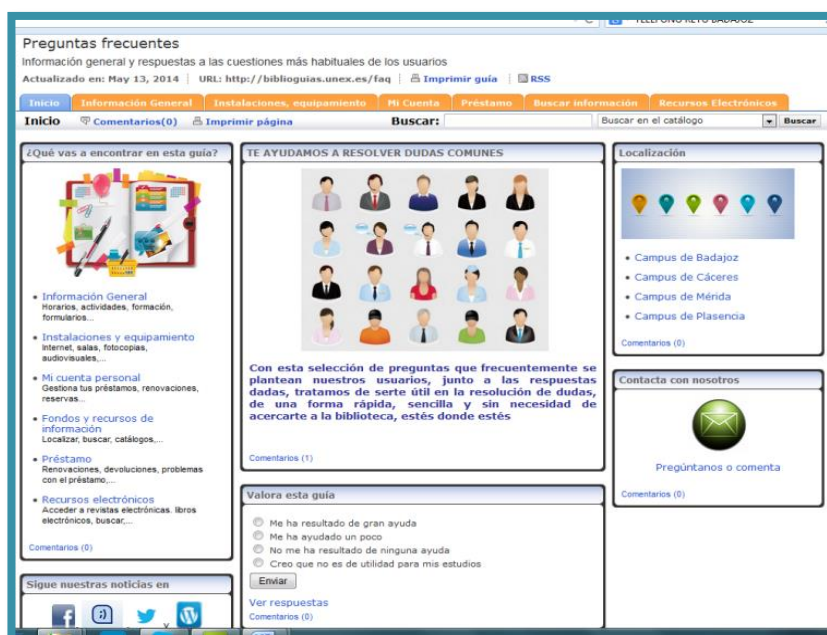 TELEFONO RETO BADAJOZ
Preguntas frecuentes
Información general y respuestas a las cuestiones más habituales de los usuarios
Actualizado en: May 13, 2014 | URL: http://biblioguias.unex.es/faq | Imprimir guía | RSS
Inicio Información General Instalaciones, equipamiento Mi Cuenta Préstamo Buscar información Recursos Electrónicos
Inicio Comentarios(0) Imprimir página Buscar: Buscar en el catálogo Buscar
¿Qué vas a encontrar en esta guía?
• Información General
Horarios, actividades, formación,
formularios...
• Instalaciones y equipamiento
Internet, salas, fotocopias,
audiovisuales,...
• Mi cuenta personal
Gestiona tus préstamos, renovaciones,
reservas...
• Fondos y recursos de
información
Localizar, buscar, catálogos,...
• Préstamo
Renovaciones, devoluciones, problemas
con el préstamo,...
• Recursos electrónicos
Acceder a revistas electrónicas. libros
electrónicos, buscar,...
Comentarios (0)
Sigue nuestras noticias en
, , y
TE AYUDAMOS A RESOLVER DUDAS COMUNES
Con esta selección de preguntas que frecuentemente se
plantean nuestros usuarios, junto a las respuestas
dadas, tratamos de serte útil en la resolución de dudas,
de una forma rápida, sencilla y sin necesidad de
acercarte a la biblioteca, estés donde estés
Comentarios (1)
Valora esta guía
Me ha resultado de gran ayuda
Me ha ayudado un poco
No me ha resultado de ninguna ayuda
Creo que no es de utilidad para mis estudios
Enviar
Ver respuestas
Comentarios (0)
Localización
• Campus de Badajoz
• Campus de Cáceres
• Campus de Mérida
• Campus de Plasencia
Comentarios (0)
Contacta con nosotros
Pregúntanos o comenta
Comentarios (0)